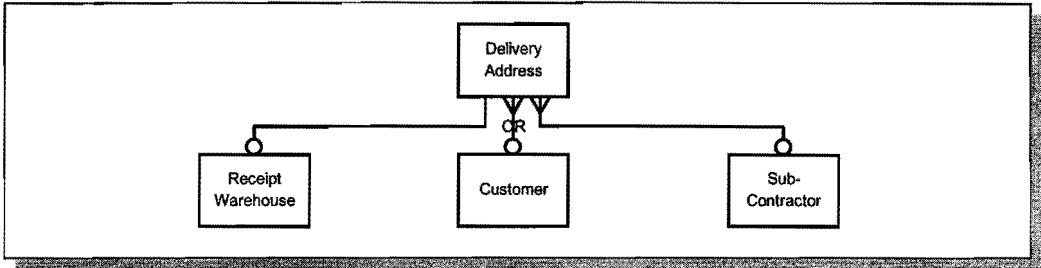 Delivery
Address
OR
Receipt
Warehouse
Customer
Sub-
Contractor